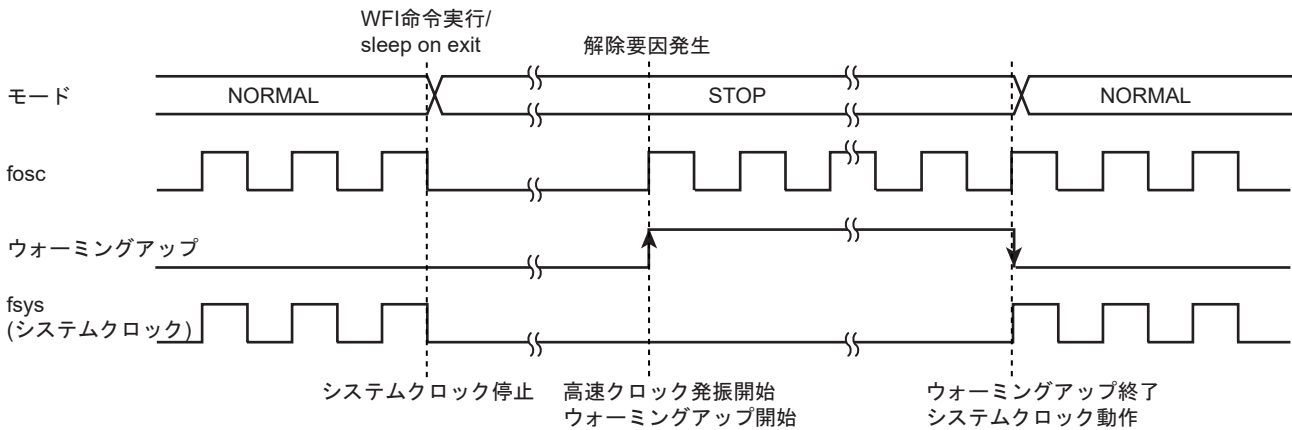 WFI命令実行/
sleep on exit
解除要因発生
モード
NORMAL
STOP
NORMAL
fosc
ウォーミングアップ
fsys
(システムクロック)
システムクロック停止
高速クロック発振開始
ウォーミングアップ開始
ウォーミングアップ終了
システムクロック動作